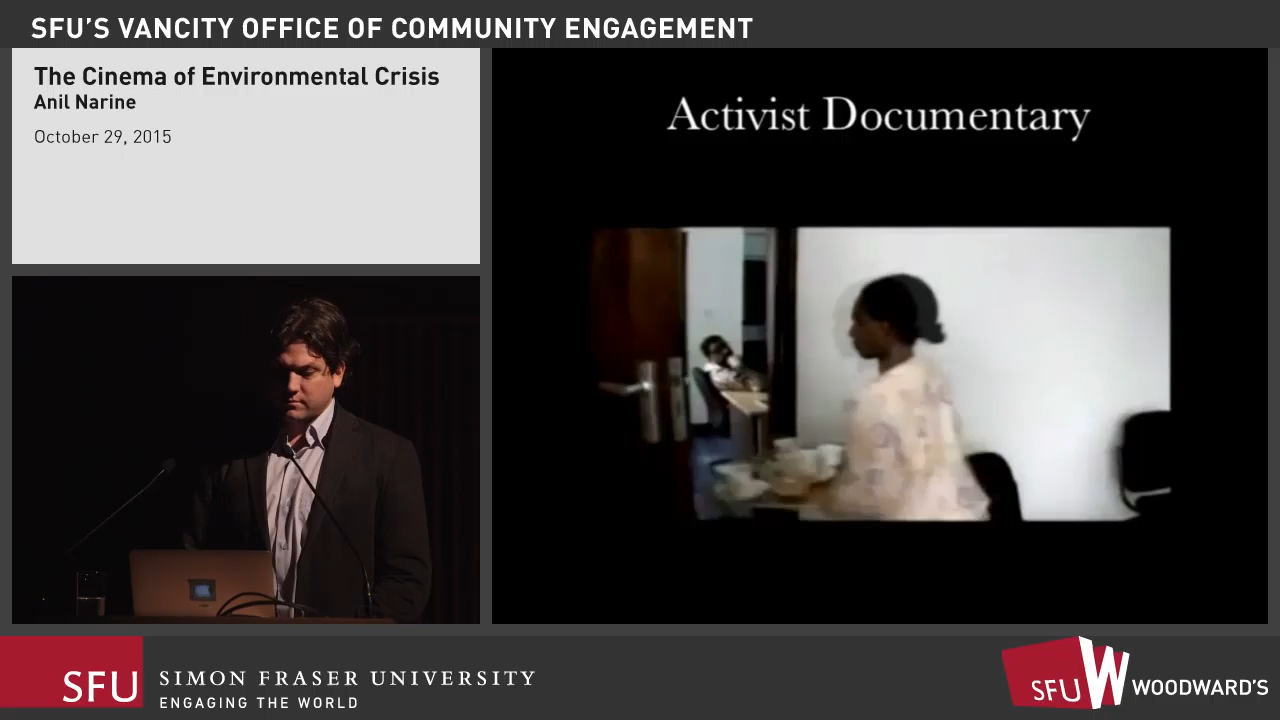 SFU'S VANCITY OFFICE OF COMMUNITY ENGAGEMENT
The Cinema of Environmental Crisis
Anil Narine
October 29, 2015
Activist Documentary
SFU
SIMON FRASER UNIVERSITY
ENGAGING THE WORLD
SFU W WOODWARD'S